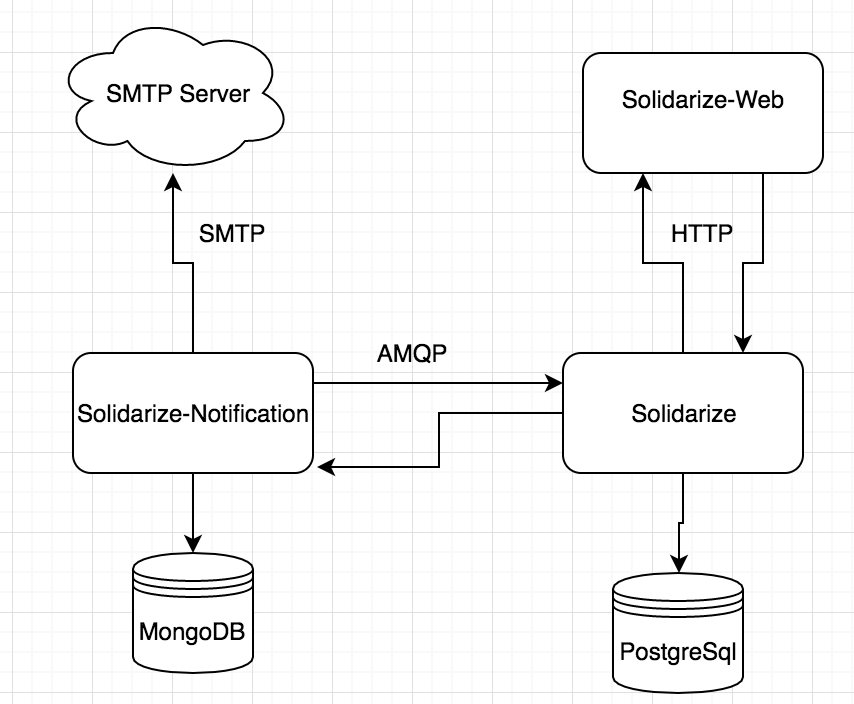 SMTP Server
Solidarize-Web
SMTP
HTTP
AMQP
Solidarize-Notification
Solidarize
MongoDB
PostgreSql